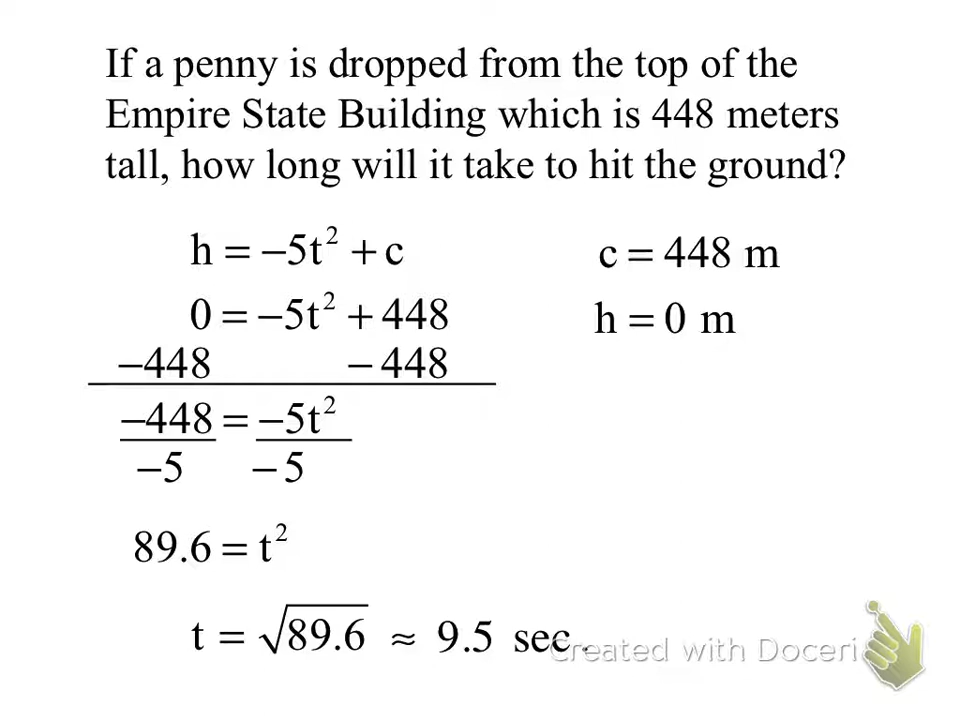 If a penny is dropped from the top of the
Empire State Building which is 448 meters
tall, how long will it take to hit the ground?
h = −5t² + c
c = 448 m
0 = −5t² + 448
h = 0 m
−448 − 448
−448 = −5t²
−5 − 5
89.6 = t²
t = √89.6 ≈ 9.5 sec.
Created with Doceri